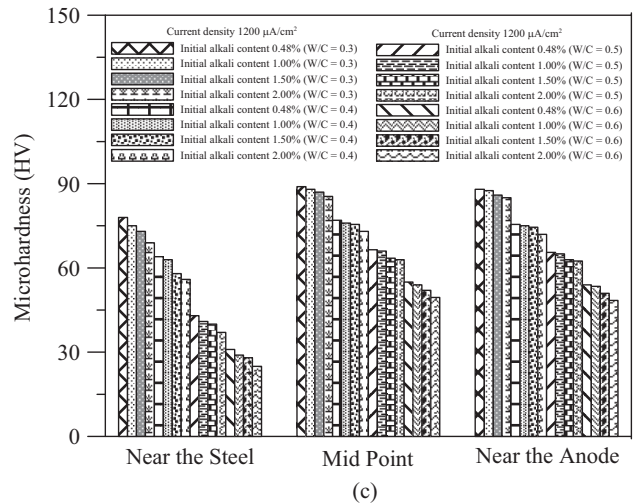 150
120
90
60
30
0
Microhardness (HV)
Current density 1200 μA/cm²
Initial alkali content 0.48% (W/C = 0.3)
Initial alkali content 1.00% (W/C = 0.3)
Initial alkali content 1.50% (W/C = 0.3)
Initial alkali content 2.00% (W/C = 0.3)
Initial alkali content 0.48% (W/C = 0.4)
Initial alkali content 1.00% (W/C = 0.4)
Initial alkali content 1.50% (W/C = 0.4)
Initial alkali content 2.00% (W/C = 0.4)
Current density 1200 μA/cm²
Initial alkali content 0.48% (W/C = 0.5)
Initial alkali content 1.00% (W/C = 0.5)
Initial alkali content 1.50% (W/C = 0.5)
Initial alkali content 2.00% (W/C = 0.5)
Initial alkali content 0.48% (W/C = 0.6)
Initial alkali content 1.00% (W/C = 0.6)
Initial alkali content 1.50% (W/C = 0.6)
Initial alkali content 2.00% (W/C = 0.6)
Near the Steel
Mid Point
Near the Anode
(c)